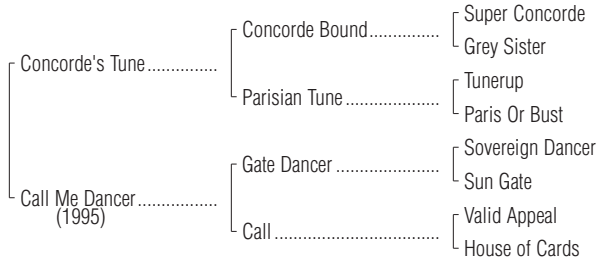 Super Concorde
Concorde Bound...............
Grey Sister
Concorde's Tune...............
Tunerup
Parisian Tune....................
Paris Or Bust
Sovereign Dancer
Gate Dancer ......................
Sun Gate
Call Me Dancer.................
(1995)
Valid Appeal
Call ...................................
House of Cards